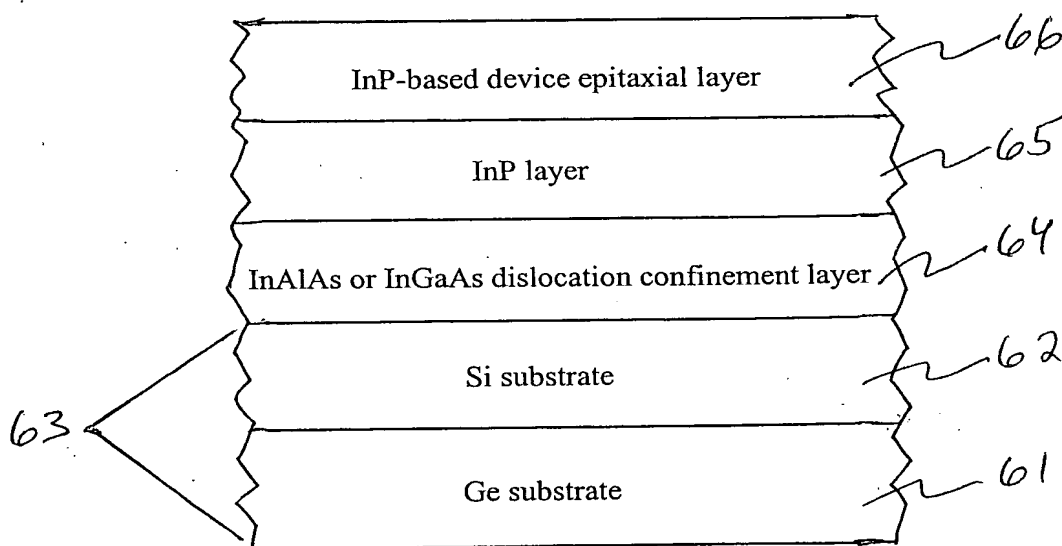 66
InP-based device epitaxial layer
65
InP layer
64
InAlAs or InGaAs dislocation confinement layer
62
Si substrate
63
61
Ge substrate